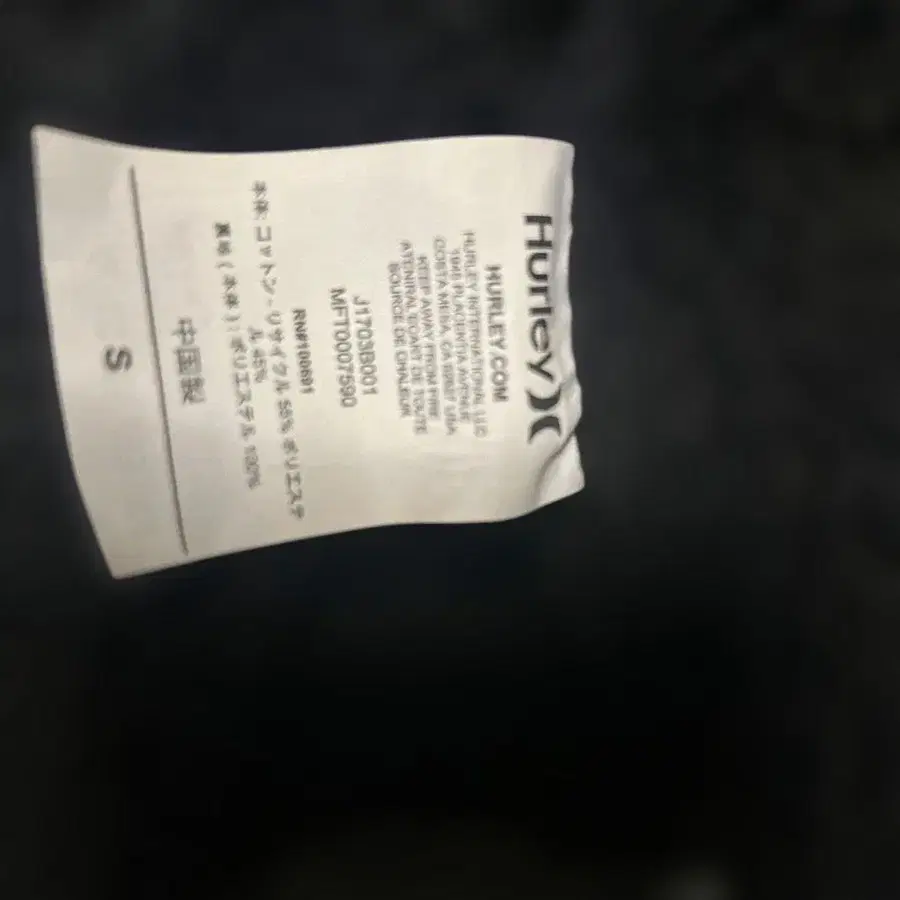 Hurley
HURLEY.COM
HURLEY INTERNATIONAL LLC
1945 PLACENTIA AVENUE
COSTA MESA, CA 92627 USA
KEEP AWAY FROM FIRE
ATENIRAL'ECART DE TOUTE
SOURCE DE CHALEUR
J1703B001
MFT0007590
RN#100691
本体: コットン・リサイクル 55% ポリエステ
ル 45%
裏地(本体): ポリエステル 100%
中国製
S